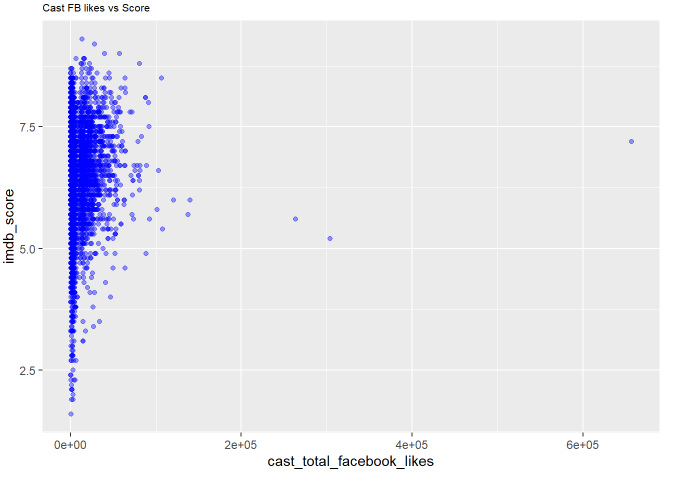 Cast FB likes vs Score
imdb_score
7.5
5.0
2.5
0e+00 2e+05 4e+05 6e+05
cast_total_facebook_likes